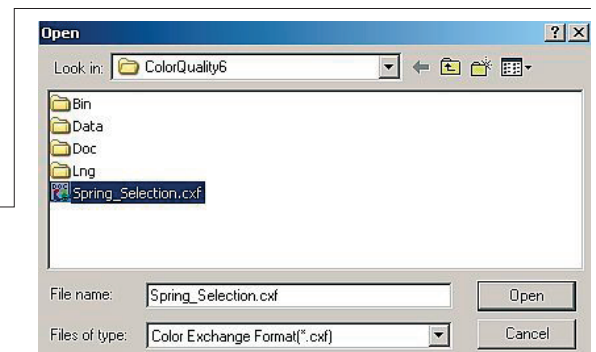 Open
Look in: ColorQuality6
Bin
Data
Doc
Lng
DOC Spring_Selection.cxf
File name: Spring_Selection.cxf Open
Files of type: Color Exchange Format(*.cxf) Cancel